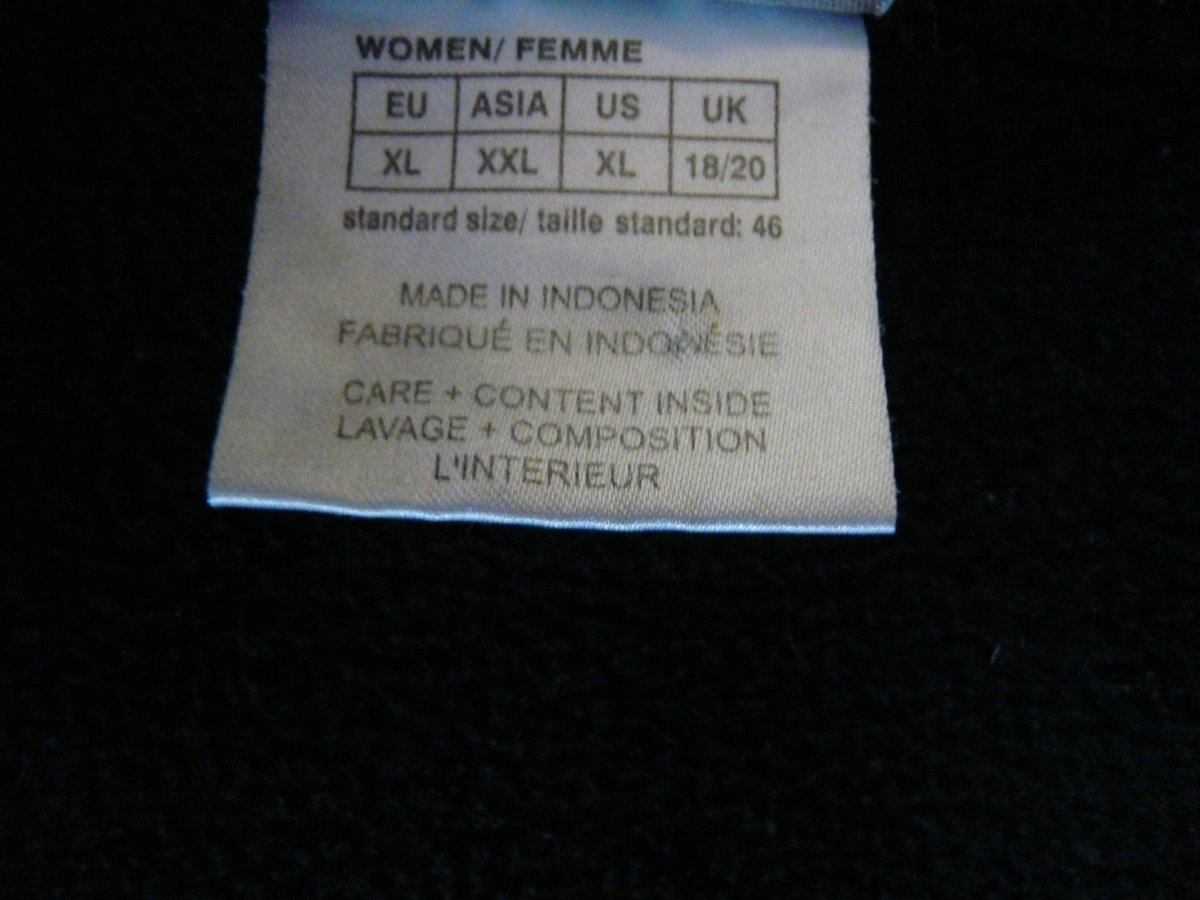 WOMEN/ FEMME
EU ASIA US UK
XL XXL XL 18/20
standard size/ taille standard: 46
MADE IN INDONESIA
FABRIQUÉ EN INDONÉSIE
CARE + CONTENT INSIDE
LAVAGE + COMPOSITION
L'INTERIEUR